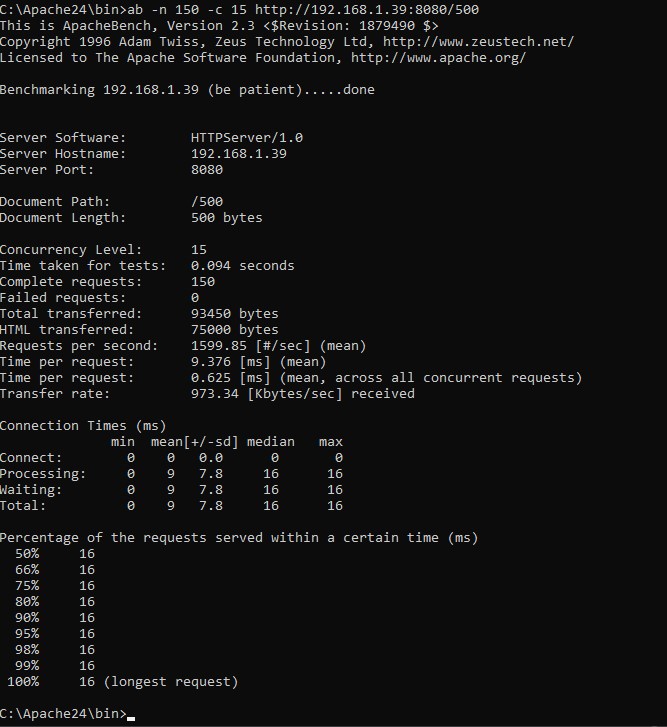 C:\Apache24\bin>ab -n 150 -c 15 http://192.168.1.39:8080/500
This is ApacheBench, Version 2.3 <$Revision: 1879490 $>
Copyright 1996 Adam Twiss, Zeus Technology Ltd, http://www.zeustech.net/
Licensed to The Apache Software Foundation, http://www.apache.org/

Benchmarking 192.168.1.39 (be patient).....done


Server Software:        HTTPServer/1.0
Server Hostname:        192.168.1.39
Server Port:            8080

Document Path:          /500
Document Length:        500 bytes

Concurrency Level:      15
Time taken for tests:   0.094 seconds
Complete requests:      150
Failed requests:        0
Total transferred:      93450 bytes
HTML transferred:       75000 bytes
Requests per second:    1599.85 [#/sec] (mean)
Time per request:       9.376 [ms] (mean)
Time per request:       0.625 [ms] (mean, across all concurrent requests)
Transfer rate:          973.34 [Kbytes/sec] received

Connection Times (ms)
              min  mean[+/-sd] median   max
Connect:        0    0   0.0      0       0
Processing:     0    9   7.8     16      16
Waiting:        0    9   7.8     16      16
Total:          0    9   7.8     16      16

Percentage of the requests served within a certain time (ms)
  50%     16
  66%     16
  75%     16
  80%     16
  90%     16
  95%     16
  98%     16
  99%     16
 100%     16 (longest request)

C:\Apache24\bin>